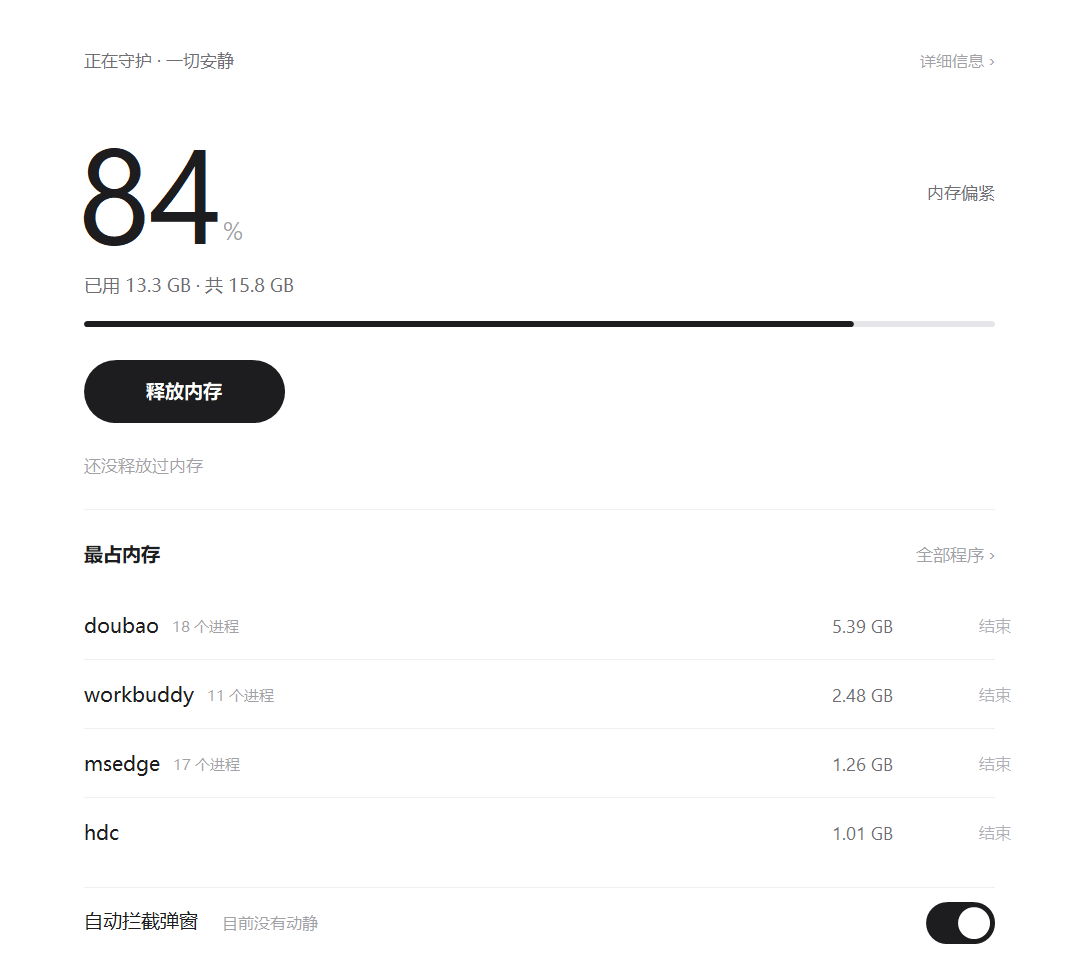 正在守护 · 一切安静 详细信息 ›
84 %
内存偏紧
已用 13.3 GB · 共 15.8 GB
释放内存
还没释放过内存
最占内存 全部程序 ›
doubao 18 个进程 5.39 GB 结束
workbuddy 11 个进程 2.48 GB 结束
msedge 17 个进程 1.26 GB 结束
hdc 1.01 GB 结束
自动拦截弹窗 目前没有动静